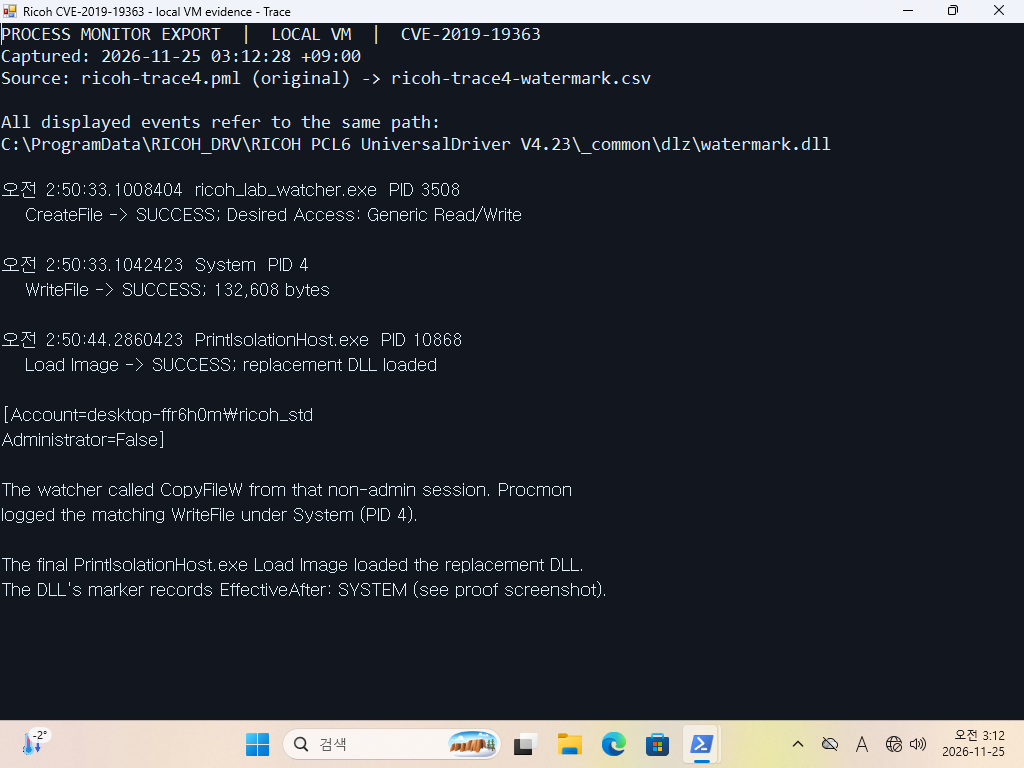 Ricoh CVE-2019-19363 - local VM evidence - Trace
PROCESS MONITOR EXPORT | LOCAL VM | CVE-2019-19363
Captured: 2026-11-25 03:12:28 +09:00
Source: ricoh-trace4.pml (original) -> ricoh-trace4-watermark.csv
All displayed events refer to the same path:
C:\ProgramData\RICOH_DRV\RICOH PCL6 UniversalDriver V4.23\_common\dlz\watermark.dll
오전 2:50:33.1008404 ricoh_lab_watcher.exe PID 3508
CreateFile -> SUCCESS; Desired Access: Generic Read/Write
오전 2:50:33.1042423 System PID 4
WriteFile -> SUCCESS; 132,608 bytes
오전 2:50:44.2860423 PrintIsolationHost.exe PID 10868
Load Image -> SUCCESS; replacement DLL loaded
[Account=desktop-ffr6h0m₩ricoh_std
Administrator=False]
The watcher called CopyFileW from that non-admin session. Procmon
logged the matching WriteFile under System (PID 4).
The final PrintIsolationHost.exe Load Image loaded the replacement DLL.
The DLL's marker records EffectiveAfter: SYSTEM (see proof screenshot).
-2°
검색
A
오전 3:12
2026-11-25